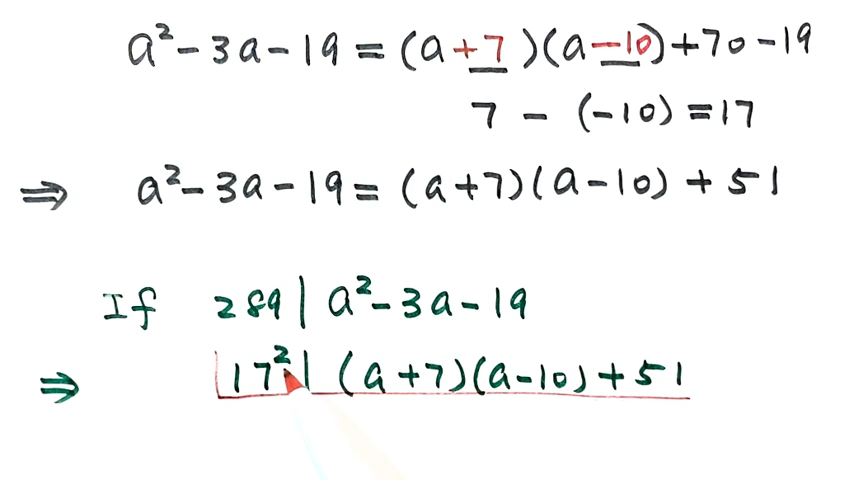 a² - 3a - 19 = (a +7 )(a -10) + 70 - 19
7 - (-10) = 17
⇒ a² - 3a - 19 = (a+7)(a-10) + 51
If 289 | a² - 3a - 19
⇒ 17² | (a+7)(a-10) + 51